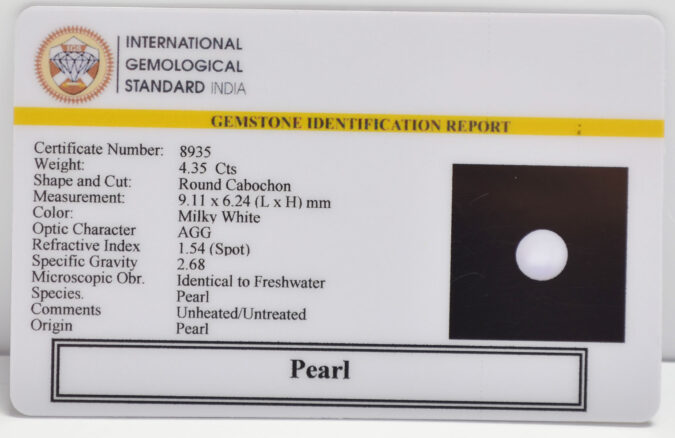 IGS
INTERNATIONAL
GEMOLOGICAL
STANDARD INDIA
GEMSTONE IDENTIFICATION REPORT
Certificate Number: 8935
Weight: 4.35 Cts
Shape and Cut: Round Cabochon
Measurement: 9.11 x 6.24 (L x H) mm
Color: Milky White
Optic Character AGG
Refractive Index 1.54 (Spot)
Specific Gravity 2.68
Microscopic Obr. Identical to Freshwater
Species. Pearl
Comments Unheated/Untreated
Origin Pearl
Pearl